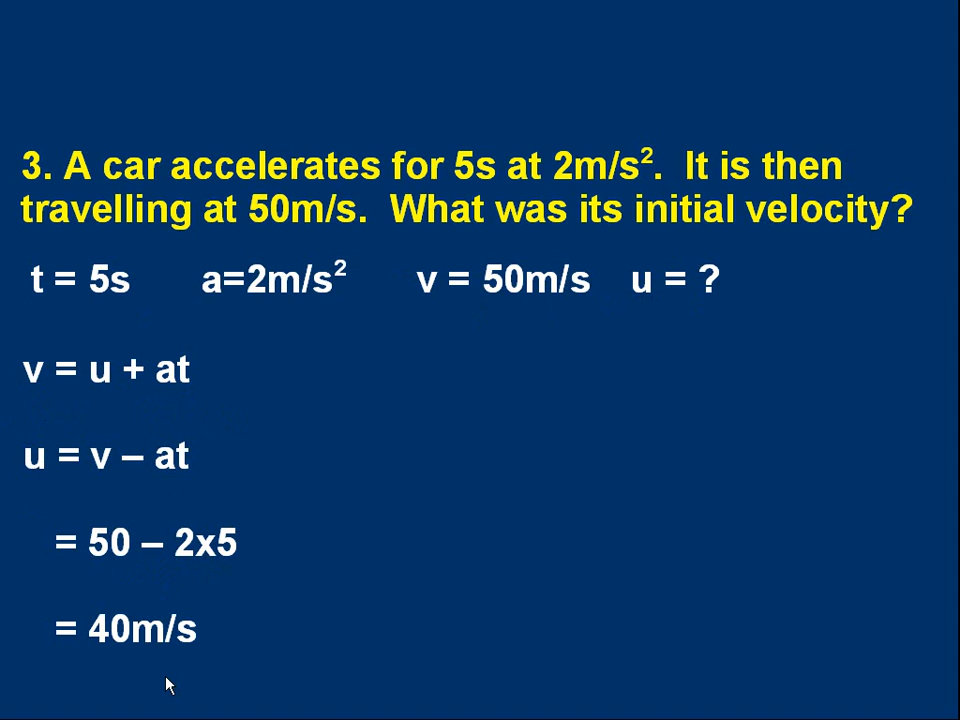 3. A car accelerates for 5s at 2m/s². It is then
travelling at 50m/s. What was its initial velocity?
t = 5s a=2m/s² v = 50m/s u = ?
v = u + at
u = v – at
= 50 – 2x5
= 40m/s